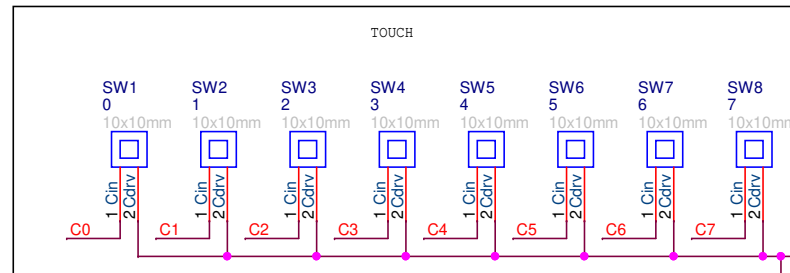 TOUCH
SW1 SW2 SW3 SW4 SW5 SW6 SW7 SW8
0 1 2 3 4 5 6 7
10x10mm 10x10mm 10x10mm 10x10mm 10x10mm 10x10mm 10x10mm 10x10mm
1 Cin 2 Cdrv 1 Cin 2 Cdrv 1 Cin 2 Cdrv 1 Cin 2 Cdrv 1 Cin 2 Cdrv 1 Cin 2 Cdrv 1 Cin 2 Cdrv 1 Cin 2 Cdrv
C0 C1 C2 C3 C4 C5 C6 C7